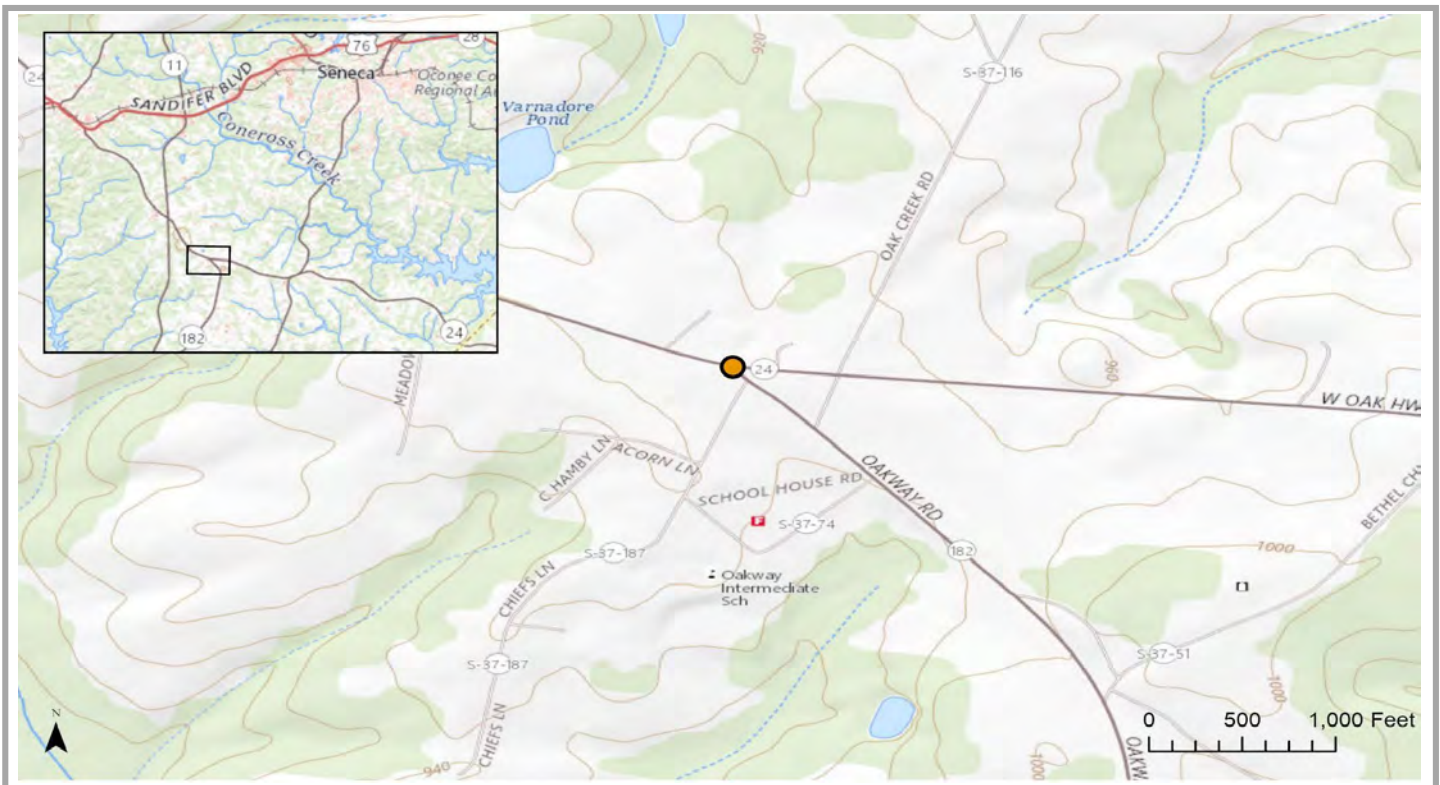 76
28
11
Seneca
Oconee Co
Regional
24
SANDIFER BLVD
Coneross Creek
182
24
920
S-37-116
Varnadore
Pond
OAK CREEK RD
24
960
W OAK HW
MEADOW
C HAMBY LN
ACORN LN
SCHOOL HOUSE RD
OAKWAY RD
F
S-37-74
S-37-187
182
1000
BETHEL CH
Oakway
Intermediate
Sch
CHIEFS LN
S-37-187
S-37-51
1000
N
CHIEFS LN
940
1000
OAKW
0 500 1,000 Feet